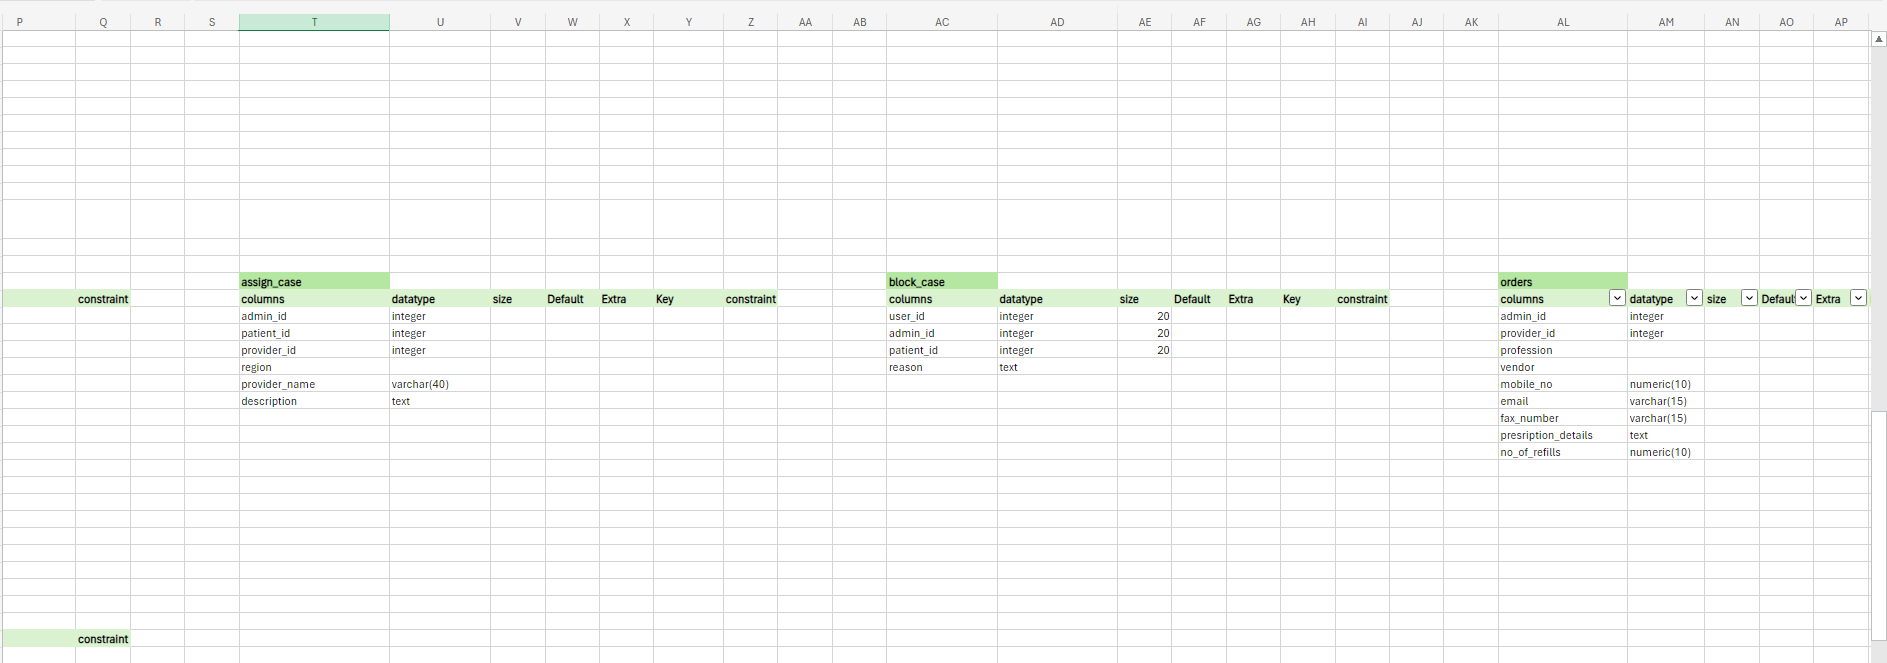 P Q R S T U V W X Y Z AA AB AC AD AE AF AG AH AI AJ AK AL AM AN AO AP
assign_case block_case orders
constraint columns datatype size Default Extra Key constraint columns datatype size Default Extra Key constraint columns datatype size Defaul Extra
admin_id integer user_id integer 20 admin_id integer
patient_id integer admin_id integer 20 provider_id integer
provider_id integer patient_id integer 20 profession
region reason text vendor
provider_name varchar(40) mobile_no numeric(10)
description text email varchar(15)
fax_number varchar(15)
presription_details text
no_of_refills numeric(10)
constraint